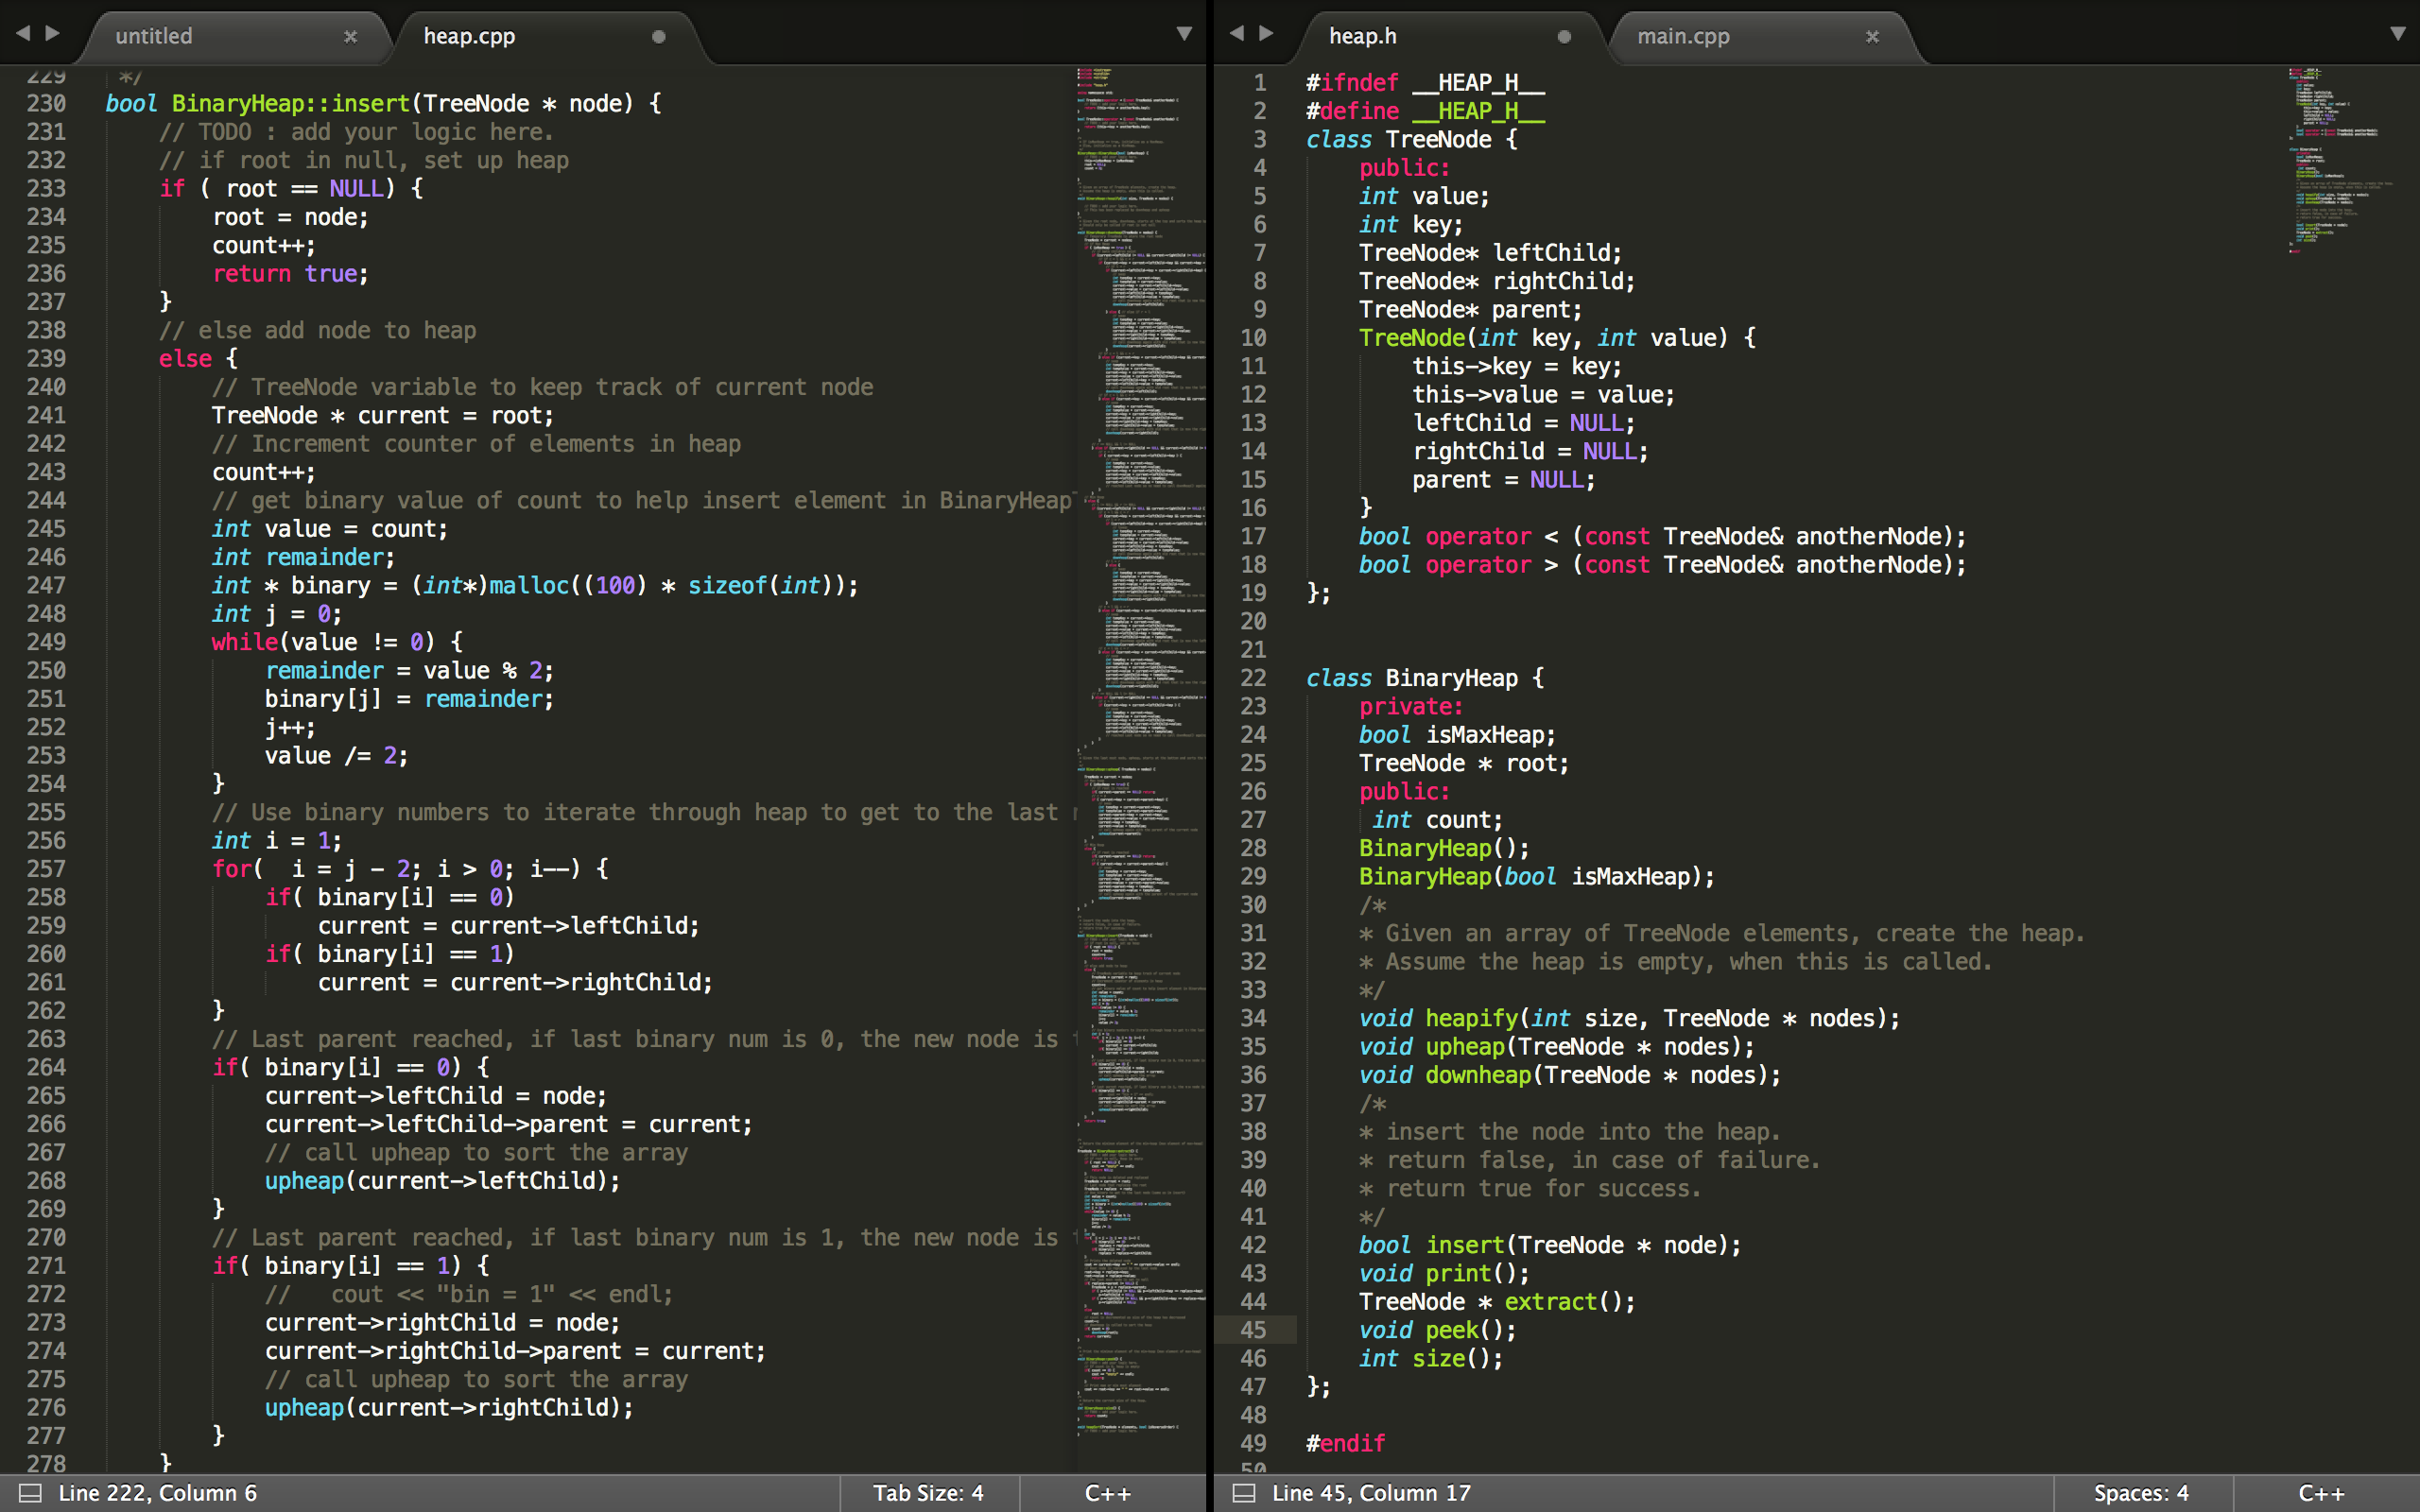 untitled
heap.cpp
229 */
230 bool BinaryHeap::insert(TreeNode * node) {
231     // TODO : add your logic here.
232     // if root in null, set up heap
233     if ( root == NULL) {
234         root = node;
235         count++;
236         return true;
237     }
238     // else add node to heap
239     else {
240         // TreeNode variable to keep track of current node
241         TreeNode * current = root;
242         // Increment counter of elements in heap
243         count++;
244         // get binary value of count to help insert element in BinaryHeap
245         int value = count;
246         int remainder;
247         int * binary = (int*)malloc((100) * sizeof(int));
248         int j = 0;
249         while(value != 0) {
250             remainder = value % 2;
251             binary[j] = remainder;
252             j++;
253             value /= 2;
254         }
255         // Use binary numbers to iterate through heap to get to the last
256         int i = 1;
257         for(  i = j - 2; i > 0; i--) {
258             if( binary[i] == 0)
259                 current = current->leftChild;
260             if( binary[i] == 1)
261                 current = current->rightChild;
262         }
263         // Last parent reached, if last binary num is 0, the new node is
264         if( binary[i] == 0) {
265             current->leftChild = node;
266             current->leftChild->parent = current;
267             // call upheap to sort the array
268             upheap(current->leftChild);
269         }
270         // Last parent reached, if last binary num is 1, the new node is
271         if( binary[i] == 1) {
272             //   cout << "bin = 1" << endl;
273             current->rightChild = node;
274             current->rightChild->parent = current;
275             // call upheap to sort the array
276             upheap(current->rightChild);
277         }
278     }
Line 222, Column 6
Tab Size: 4
C++
heap.h
main.cpp
1 #ifndef __HEAP_H__
2 #define __HEAP_H__
3 class TreeNode {
4     public:
5     int value;
6     int key;
7     TreeNode* leftChild;
8     TreeNode* rightChild;
9     TreeNode* parent;
10     TreeNode(int key, int value) {
11         this->key = key;
12         this->value = value;
13         leftChild = NULL;
14         rightChild = NULL;
15         parent = NULL;
16     }
17     bool operator < (const TreeNode& anotherNode);
18     bool operator > (const TreeNode& anotherNode);
19 };
20
21
22 class BinaryHeap {
23     private:
24     bool isMaxHeap;
25     TreeNode * root;
26     public:
27      int count;
28     BinaryHeap();
29     BinaryHeap(bool isMaxHeap);
30     /*
31     * Given an array of TreeNode elements, create the heap.
32     * Assume the heap is empty, when this is called.
33     */
34     void heapify(int size, TreeNode * nodes);
35     void upheap(TreeNode * nodes);
36     void downheap(TreeNode * nodes);
37     /*
38     * insert the node into the heap.
39     * return false, in case of failure.
40     * return true for success.
41     */
42     bool insert(TreeNode * node);
43     void print();
44     TreeNode * extract();
45     void peek();
46     int size();
47 };
48
49 #endif
50
Line 45, Column 17
Spaces: 4
C++